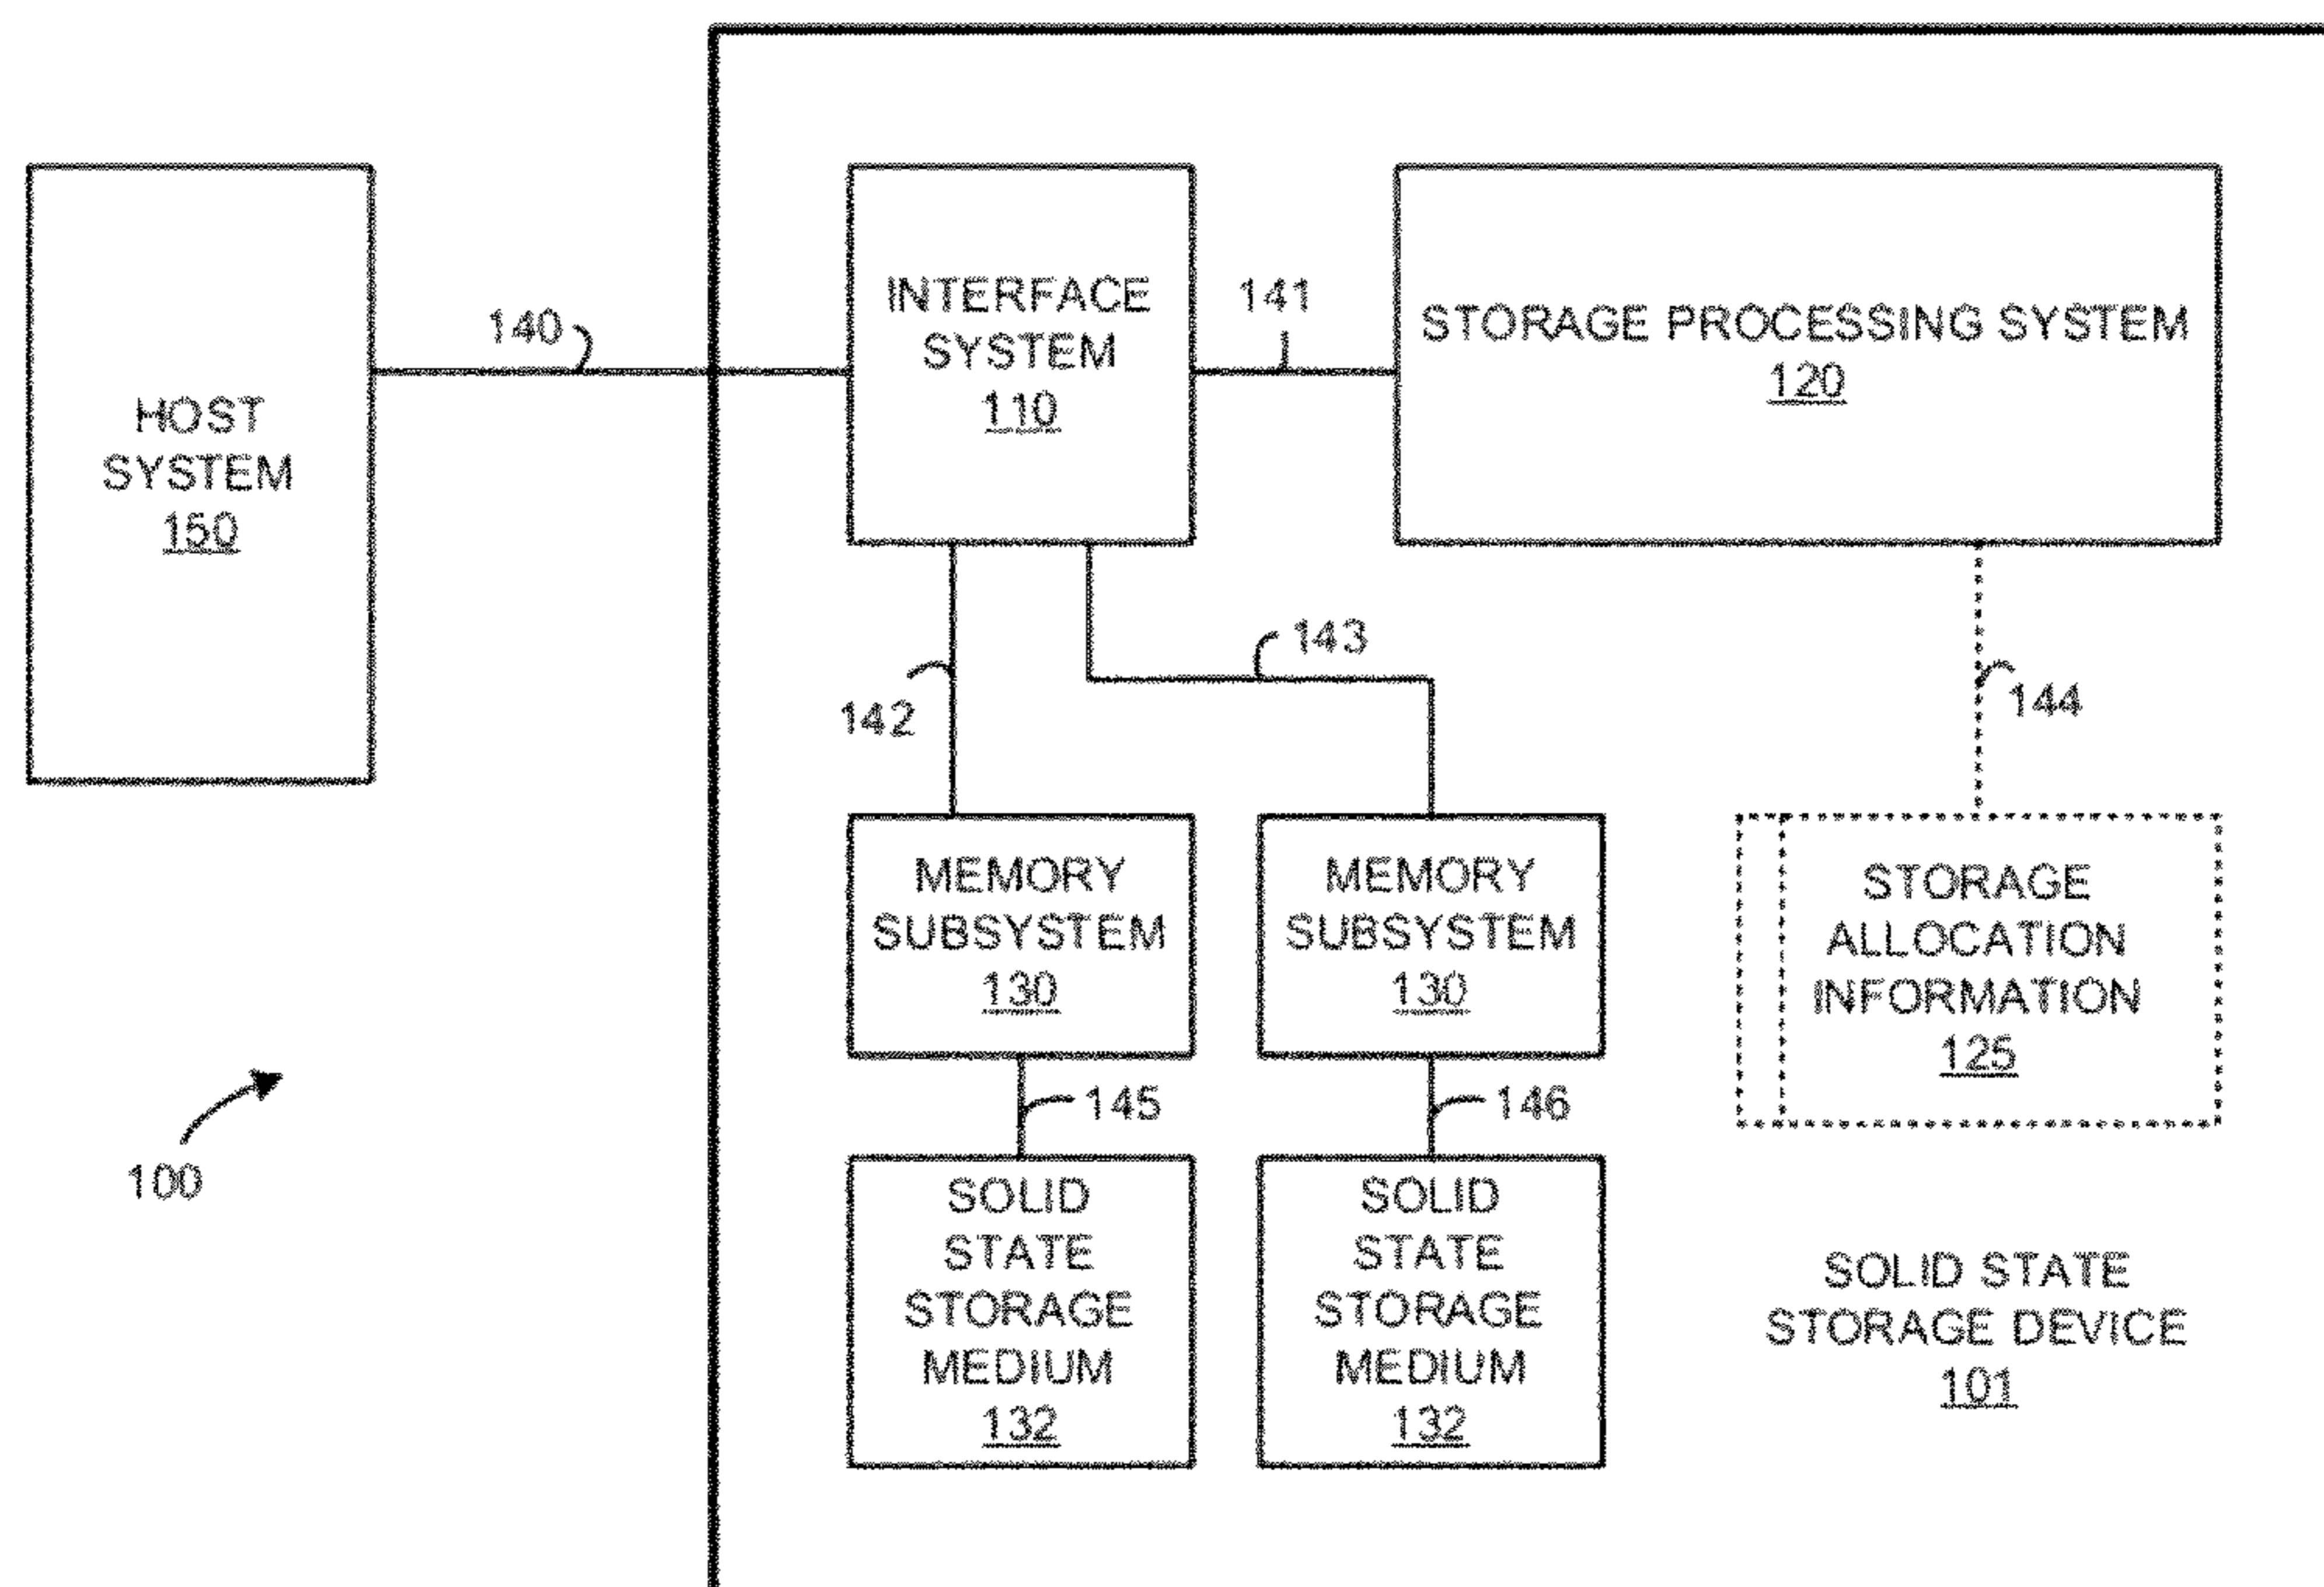 HOST
SYSTEM
150
140
INTERFACE
SYSTEM
110
141
STORAGE PROCESSING SYSTEM
120
142
143
144
MEMORY
SUBSYSTEM
130
MEMORY
SUBSYSTEM
130
STORAGE
ALLOCATION
INFORMATION
125
145
146
100
SOLID
STATE
STORAGE
MEDIUM
132
SOLID
STATE
STORAGE
MEDIUM
132
SOLID STATE
STORAGE DEVICE
101